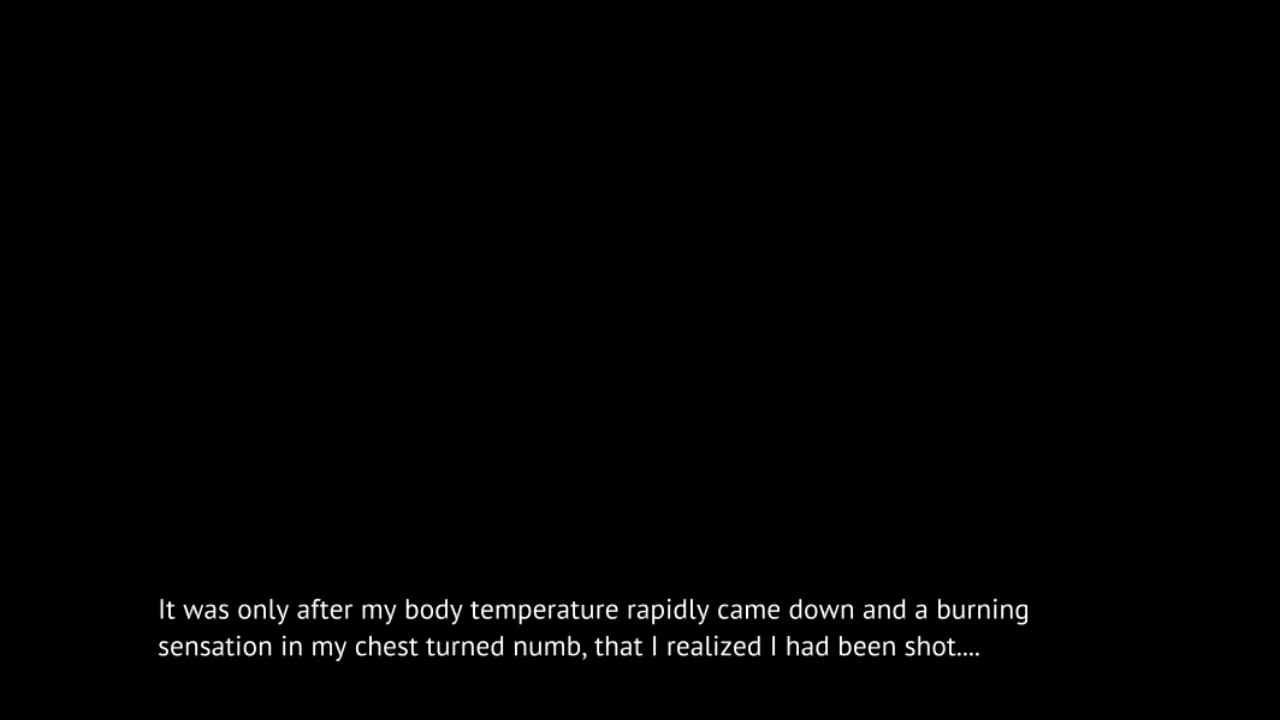 It was only after my body temperature rapidly came down and a burning
sensation in my chest turned numb, that I realized I had been shot....